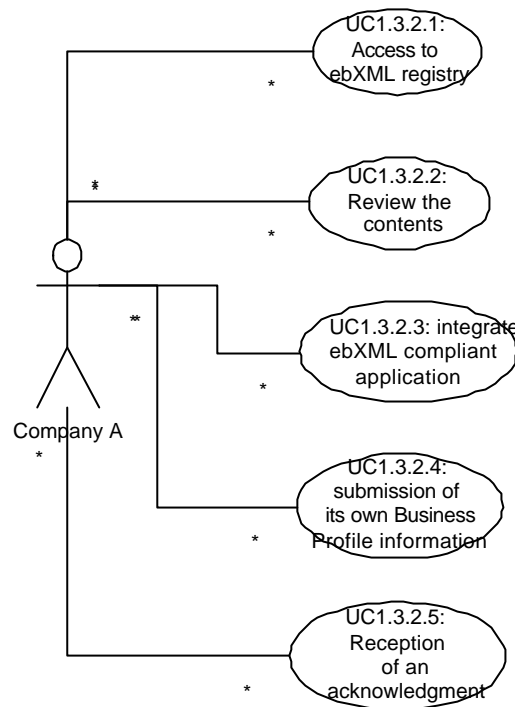 UC1.3.2.1:
Access to
ebXML registry
*
**
UC1.3.2.2:
Review the
contents
*
**
UC1.3.2.3: integrate
ebXML compliant
application
*
Company A
*
UC1.3.2.4:
submission of
its own Business
Profile information
*
UC1.3.2.5:
Reception
of an
acknowledgment
*